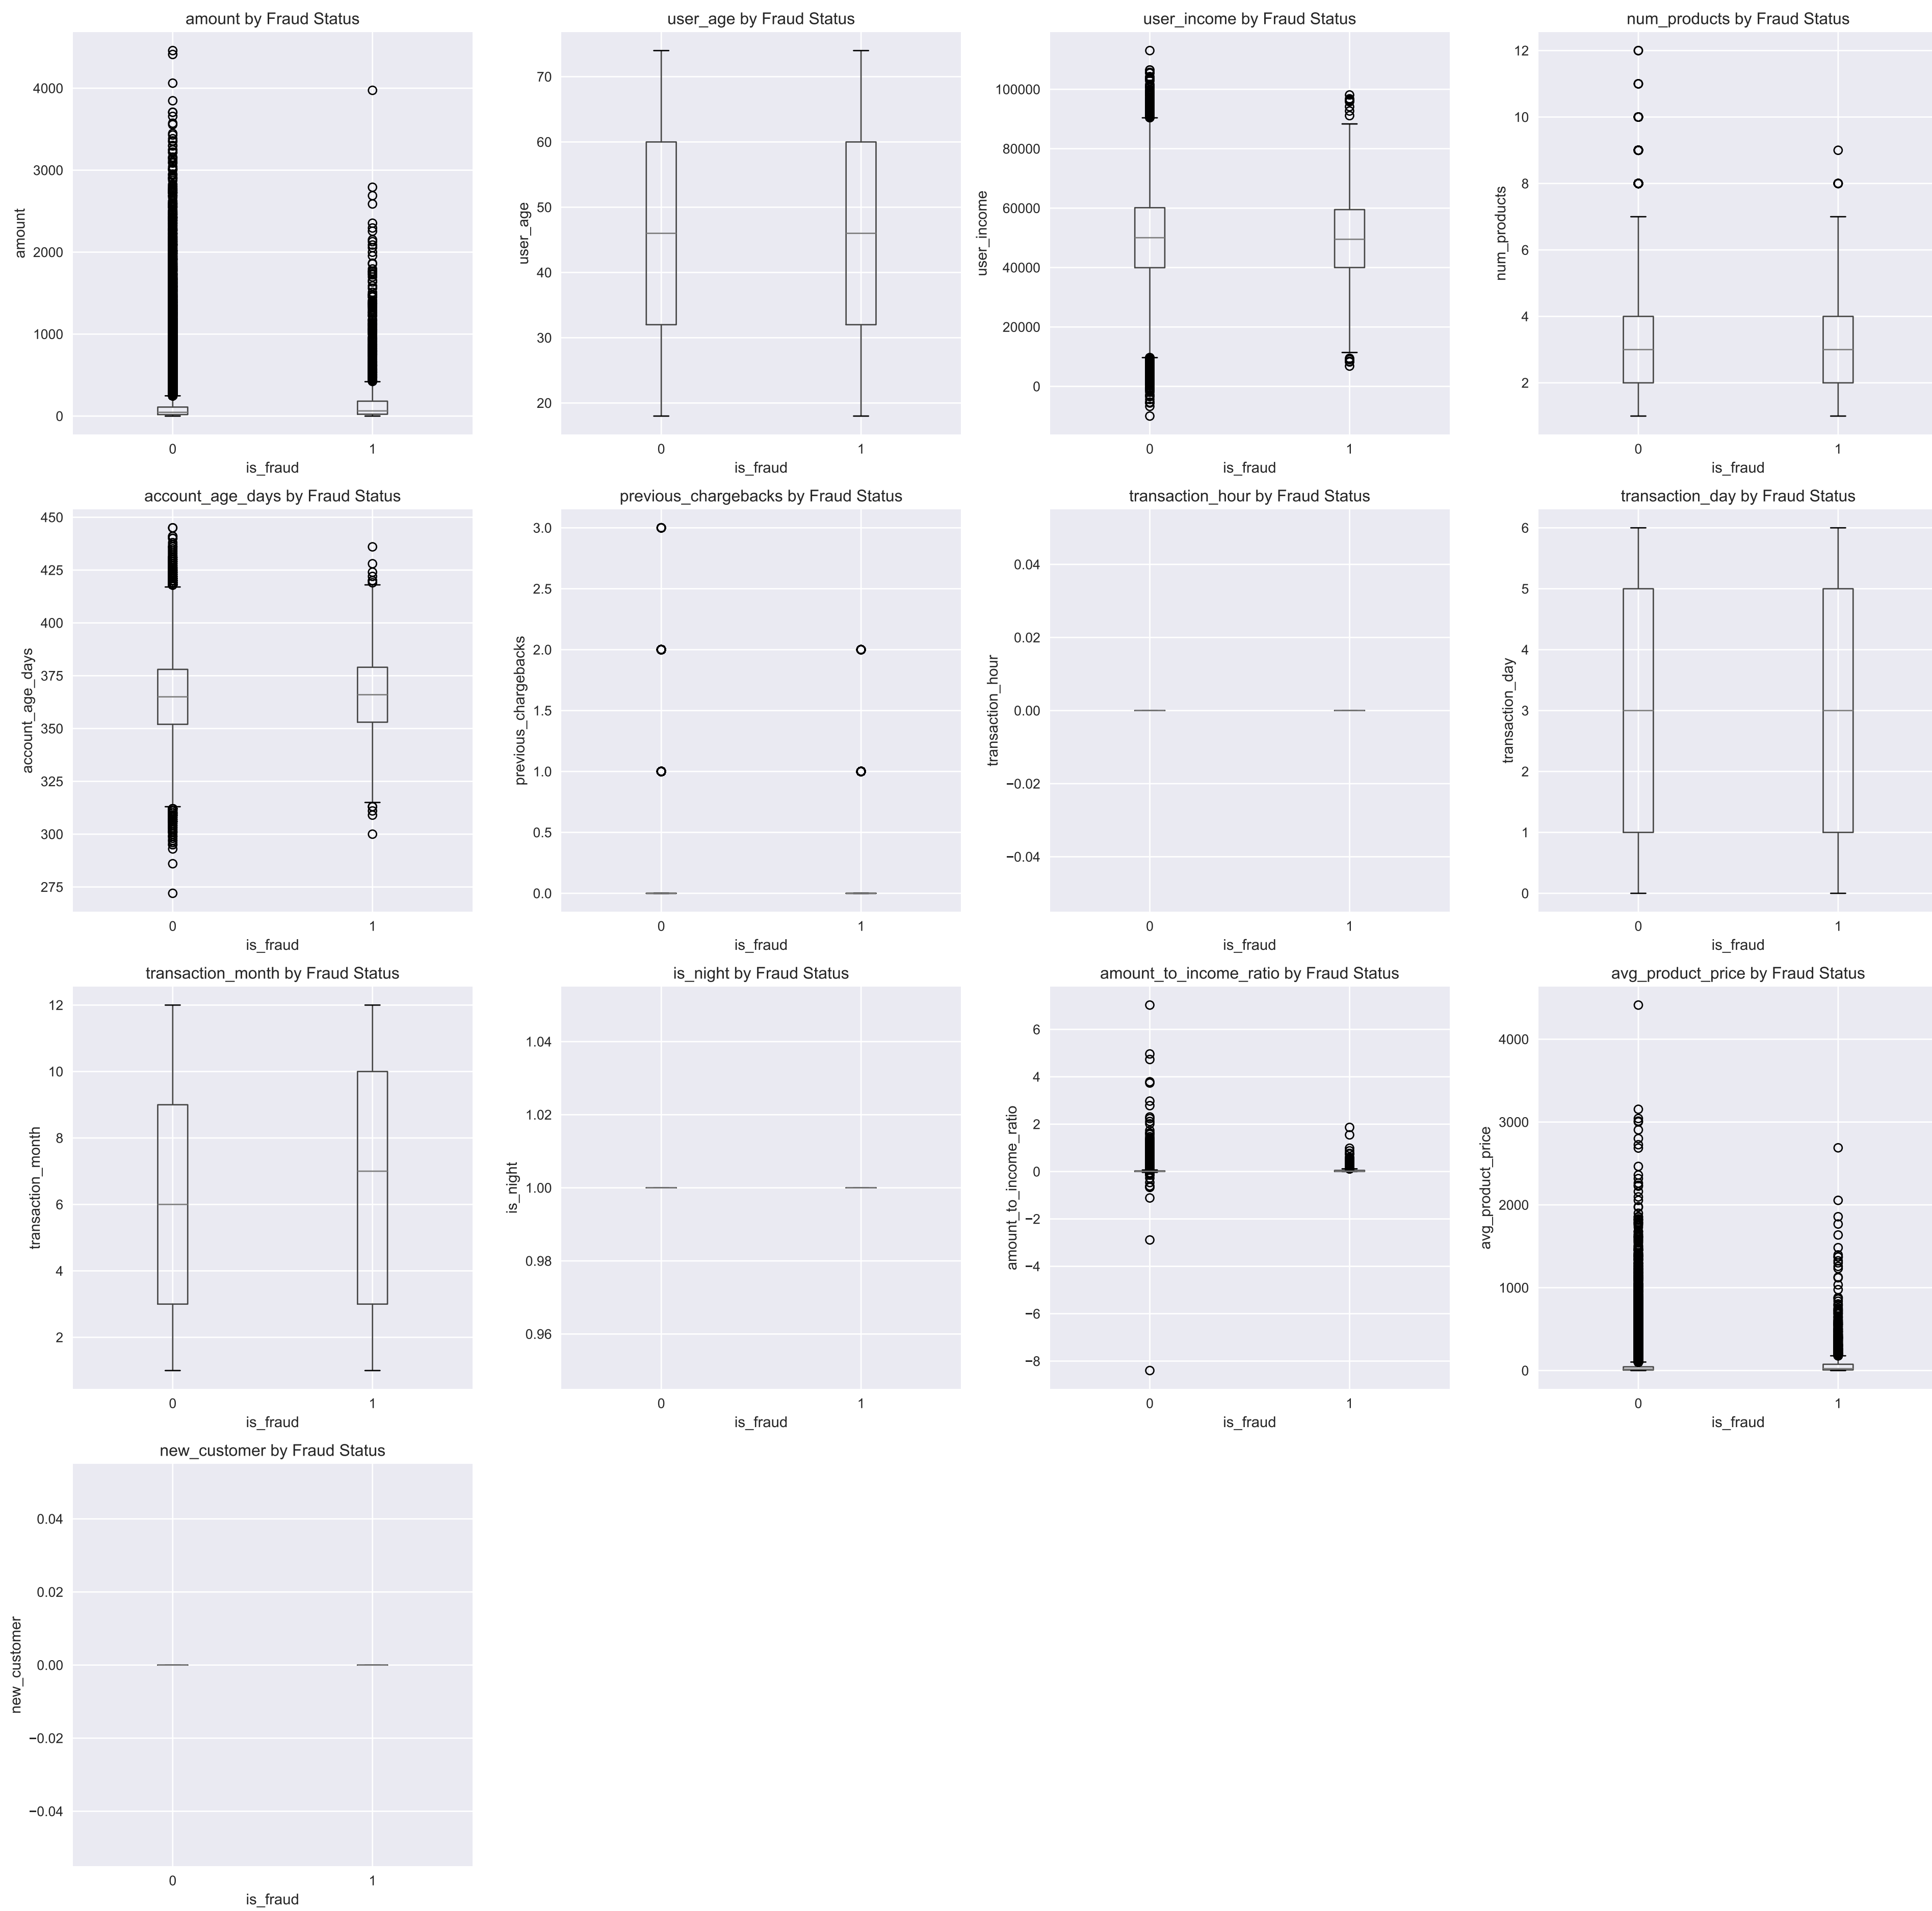 amount by Fraud Status
amount
4000
3000
2000
1000
0
0
1
is_fraud
user_age by Fraud Status
user_age
70
60
50
40
30
20
0
1
is_fraud
user_income by Fraud Status
user_income
100000
80000
60000
40000
20000
0
0
1
is_fraud
num_products by Fraud Status
num_products
12
10
8
6
4
2
0
1
is_fraud
account_age_days by Fraud Status
account_age_days
450
425
400
375
350
325
300
275
0
1
is_fraud
previous_chargebacks by Fraud Status
previous_chargebacks
3.0
2.5
2.0
1.5
1.0
0.5
0.0
0
1
is_fraud
transaction_hour by Fraud Status
transaction_hour
0.04
0.02
0.00
−0.02
−0.04
0
1
is_fraud
transaction_day by Fraud Status
transaction_day
6
5
4
3
2
1
0
0
1
is_fraud
transaction_month by Fraud Status
transaction_month
12
10
8
6
4
2
0
1
is_fraud
is_night by Fraud Status
is_night
1.04
1.02
1.00
0.98
0.96
0
1
is_fraud
amount_to_income_ratio by Fraud Status
amount_to_income_ratio
6
4
2
0
−2
−4
−6
−8
0
1
is_fraud
avg_product_price by Fraud Status
avg_product_price
4000
3000
2000
1000
0
0
1
is_fraud
new_customer by Fraud Status
new_customer
0.04
0.02
0.00
−0.02
−0.04
0
1
is_fraud